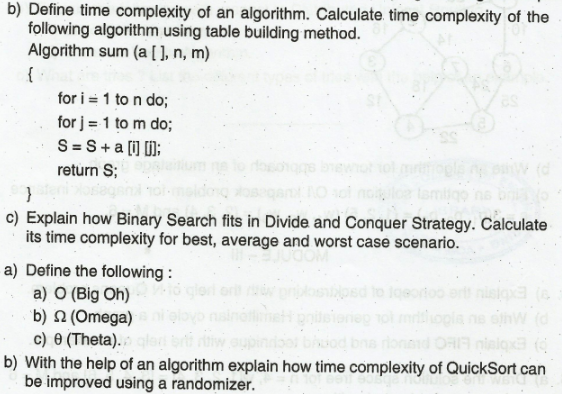 b) Define time complexity of an algorithm. Calculate time complexity of the
following algorithm using table building method.
Algorithm sum (a [ ], n, m)
{
for i = 1 to n do;
for j = 1 to m do;
S = S + a [i] [j];
return S;
}
c) Explain how Binary Search fits in Divide and Conquer Strategy. Calculate
its time complexity for best, average and worst case scenario.
a) Define the following :
a) O (Big Oh)
b) Ω (Omega)
c) θ (Theta).
b) With the help of an algorithm explain how time complexity of QuickSort can
be improved using a randomizer.